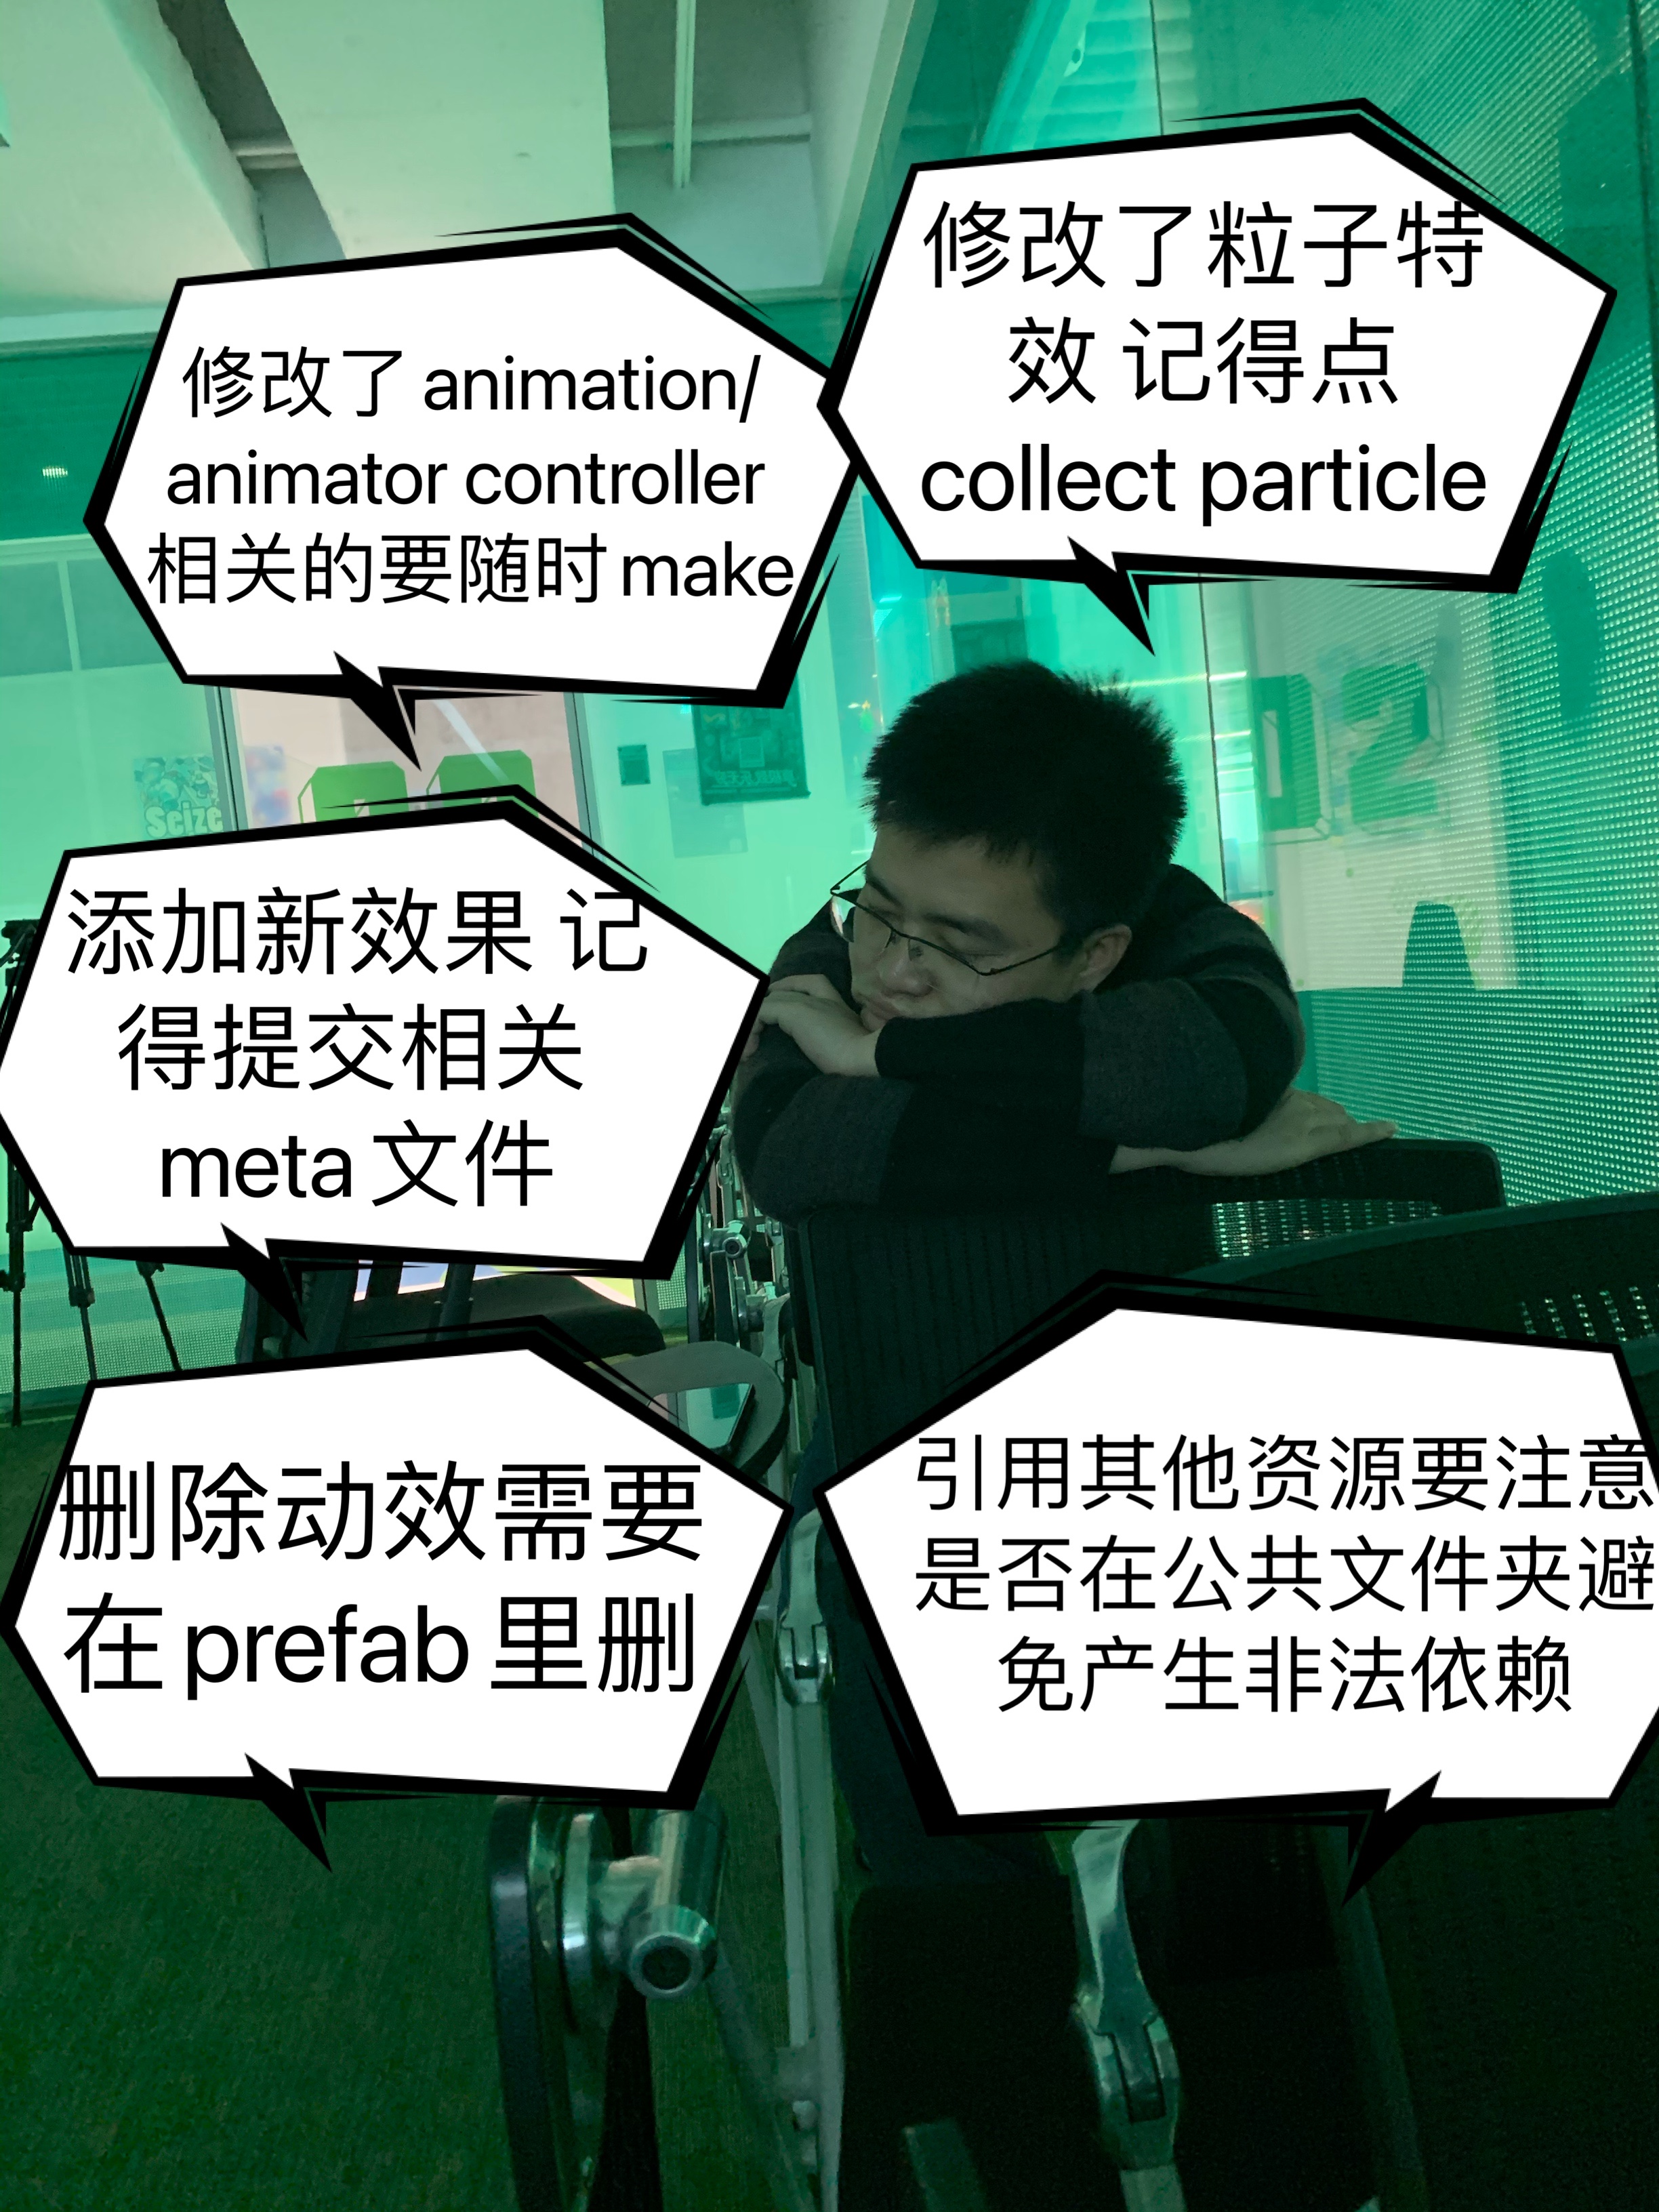 修改了粒子特
效 记得点
collect particle
修改了animation/
animator controller
相关的要随时make
Seize
12
添加新效果 记
得提交相关
meta文件
删除动效需要
在prefab里删
引用其他资源要注意
是否在公共文件夹避
免产生非法依赖